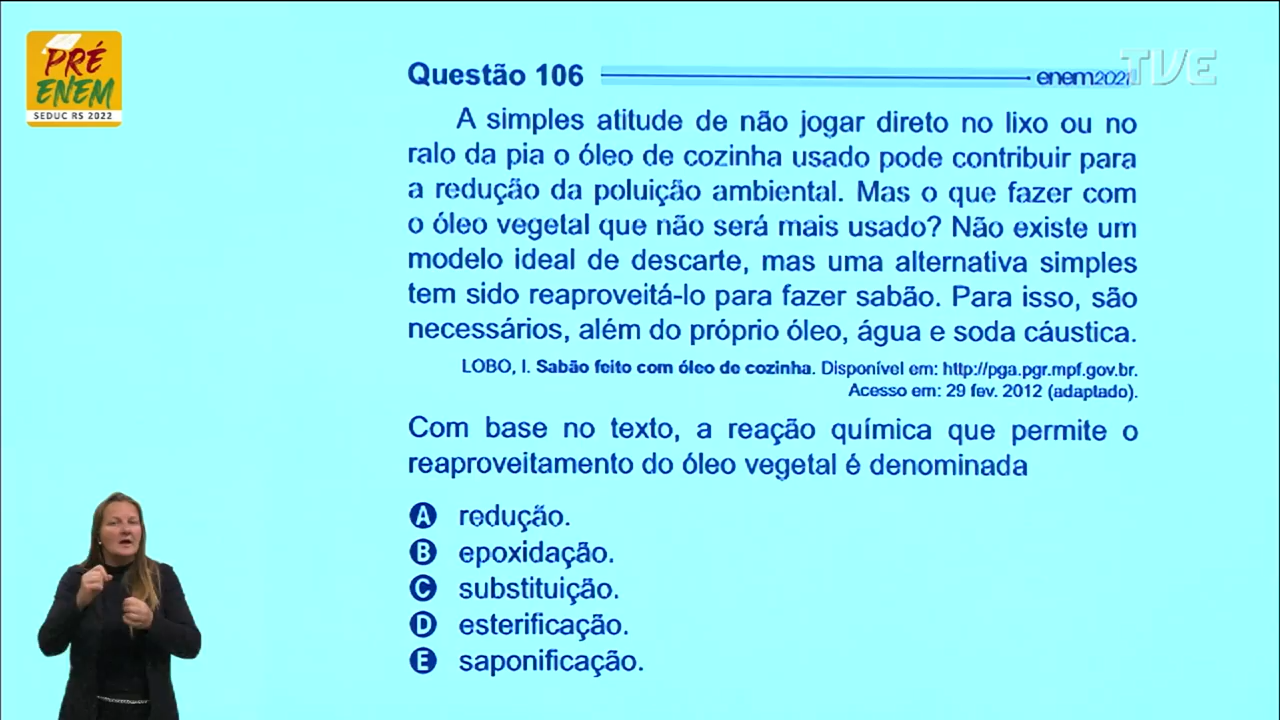 PRÉ
ENEM
SEDUC RS 2022
TVE
Questão 106
enem2021
A simples atitude de não jogar direto no lixo ou no
ralo da pia o óleo de cozinha usado pode contribuir para
a redução da poluição ambiental. Mas o que fazer com
o óleo vegetal que não será mais usado? Não existe um
modelo ideal de descarte, mas uma alternativa simples
tem sido reaproveitá-lo para fazer sabão. Para isso, são
necessários, além do próprio óleo, água e soda cáustica.
LOBO, I. Sabão feito com óleo de cozinha. Disponível em: http://pga.pgr.mpf.gov.br.
Acesso em: 29 fev. 2012 (adaptado).
Com base no texto, a reação química que permite o
reaproveitamento do óleo vegetal é denominada
A redução.
B epoxidação.
C substituição.
D esterificação.
E saponificação.